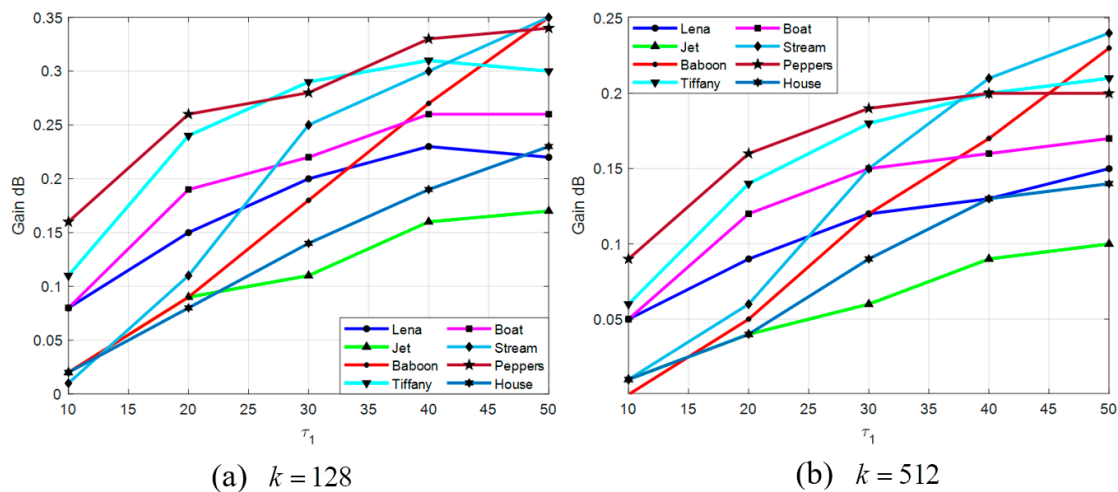 0.35
0.3
0.25
0.2
0.15
0.1
0.05
0
Gain dB
10 15 20 25 30 35 40 45 50
τ1
Lena Boat
Jet Stream
Baboon Peppers
Tiffany House
(a) k = 128
0.25
0.2
0.15
0.1
0.05
Gain dB
10 15 20 25 30 35 40 45 50
τ1
Lena Boat
Jet Stream
Baboon Peppers
Tiffany House
(b) k = 512